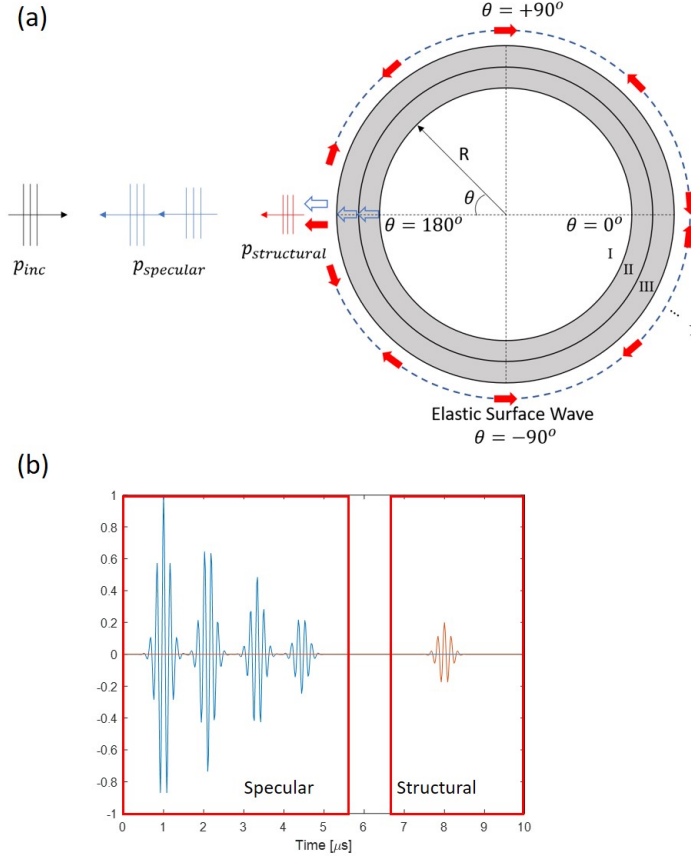 (a)
θ = +90°
R
θ
θ = 180°
θ = 0°
p_inc
p_specular
p_structural
I
II
III
Elastic Surface Wave
θ = −90°
(b)
1
0.8
0.6
0.4
0.2
0
-0.2
-0.4
-0.6
-0.8
-1
Specular
Structural
0 1 2 3 4 5 6 7 8 9 10
Time [μs]